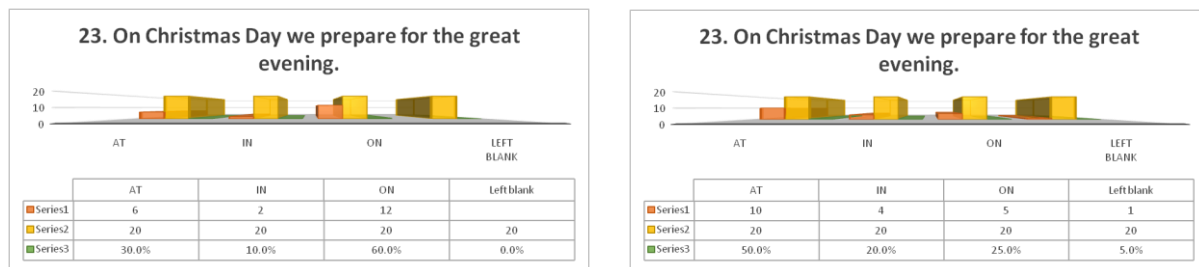 23. On Christmas Day we prepare for the great
evening.
20
10
0
AT IN ON LEFT
BLANK
AT IN ON Left blank
Series1 6 2 12
Series2 20 20 20 20
Series3 30.0% 10.0% 60.0% 0.0%
23. On Christmas Day we prepare for the great
evening.
20
10
0
AT IN ON LEFT
BLANK
AT IN ON Left blank
Series1 10 4 5 1
Series2 20 20 20 20
Series3 50.0% 20.0% 25.0% 5.0%